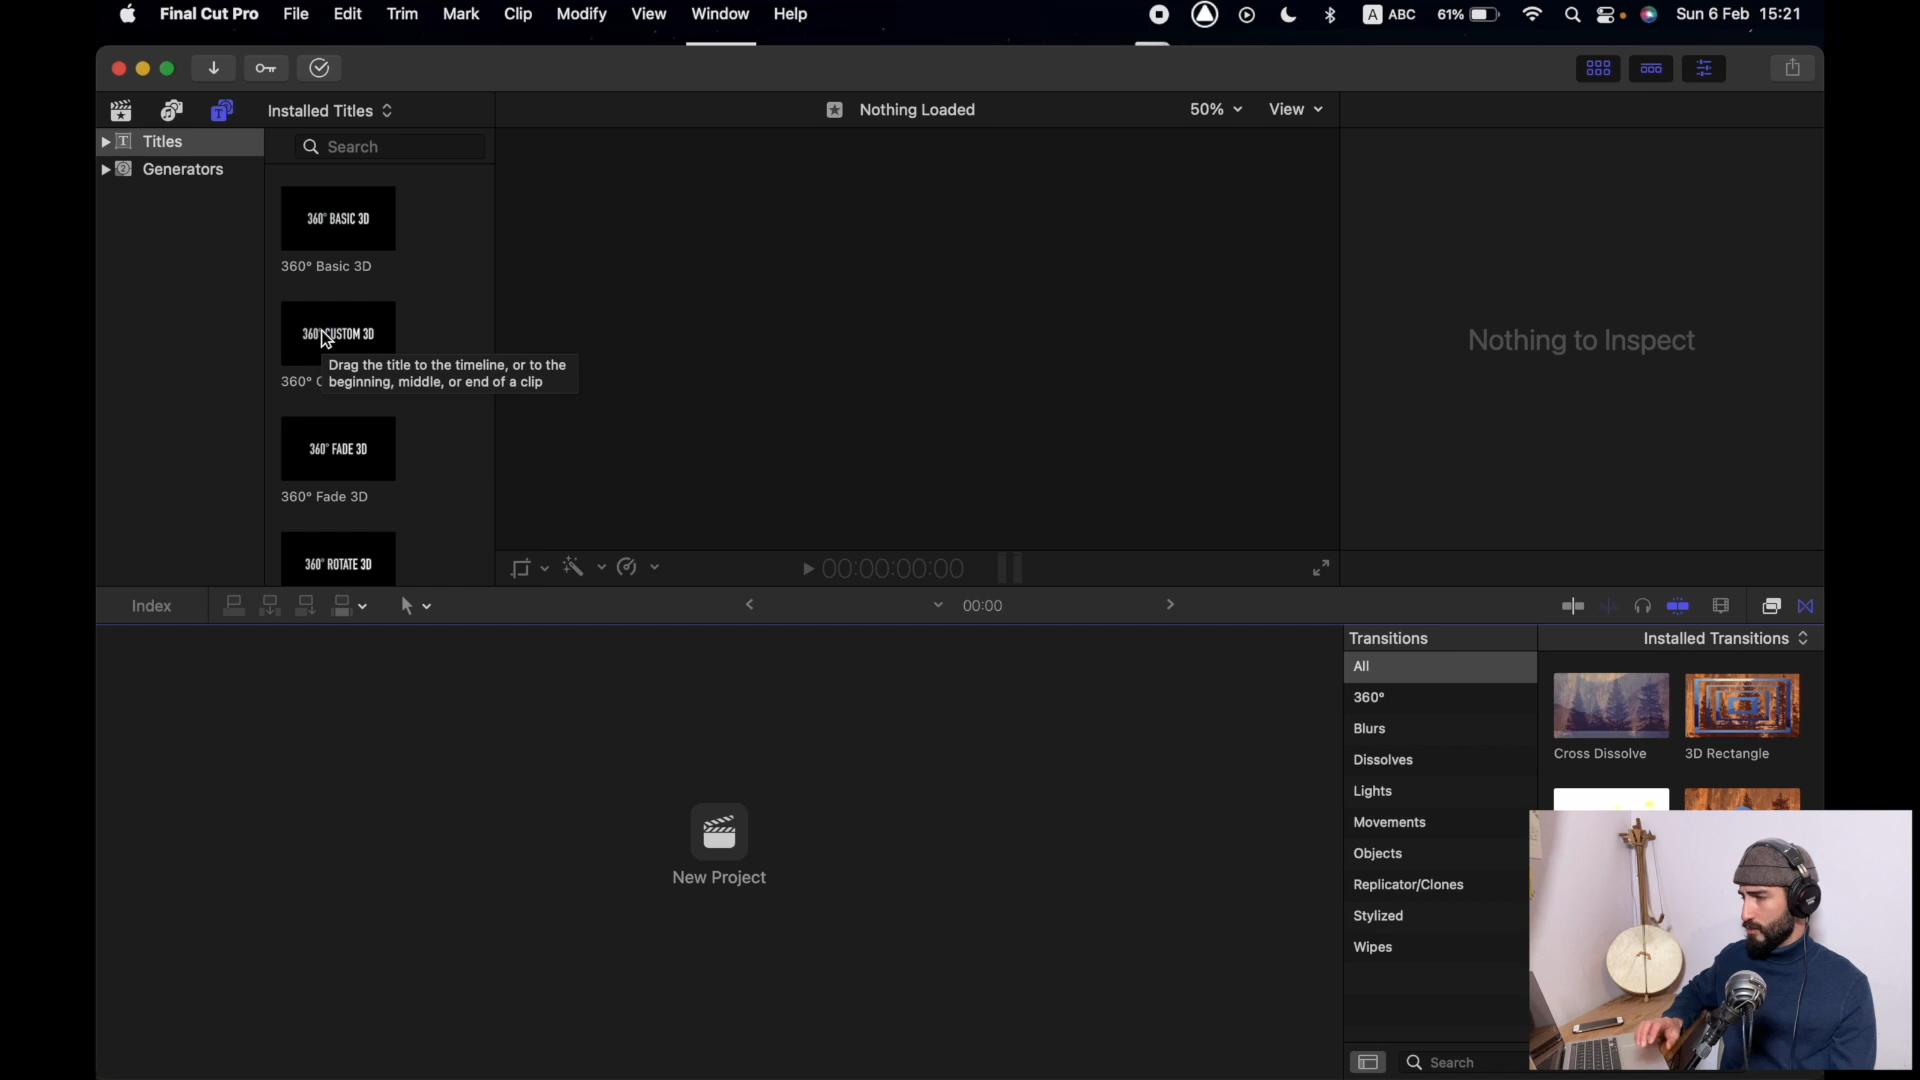 Final Cut Pro File Edit Trim Mark Clip Modify View Window Help A ABC 61% Sun 6 Feb 15:21
Installed Titles
Nothing Loaded
50%
View
T Titles
Generators
Search
360° BASIC 3D
360° Basic 3D
360° CUSTOM 3D
Drag the title to the timeline, or to the
beginning, middle, or end of a clip
360° C
360° FADE 3D
360° Fade 3D
360° ROTATE 3D
Nothing to Inspect
00:00:00:00
Index
00:00
New Project
Transitions
Installed Transitions
All
360°
Blurs
Dissolves
Lights
Movements
Objects
Replicator/Clones
Stylized
Wipes
Cross Dissolve
3D Rectangle
Search